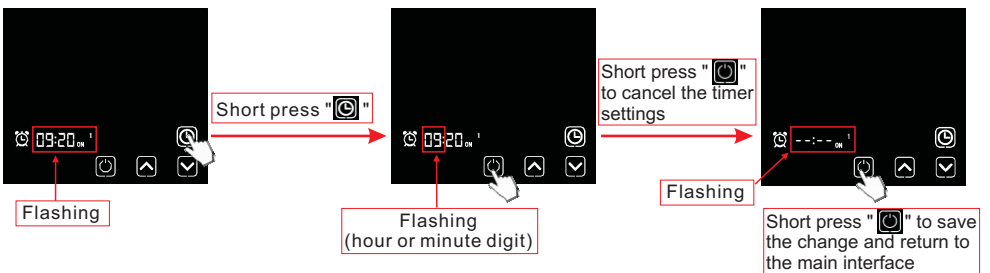 09:20 ON 1
Flashing
Short press " "
09:20 ON 1
Flashing
(hour or minute digit)
Short press " "
to cancel the timer
settings
--:-- ON 1
Flashing
Short press " " to save
the change and return to
the main interface